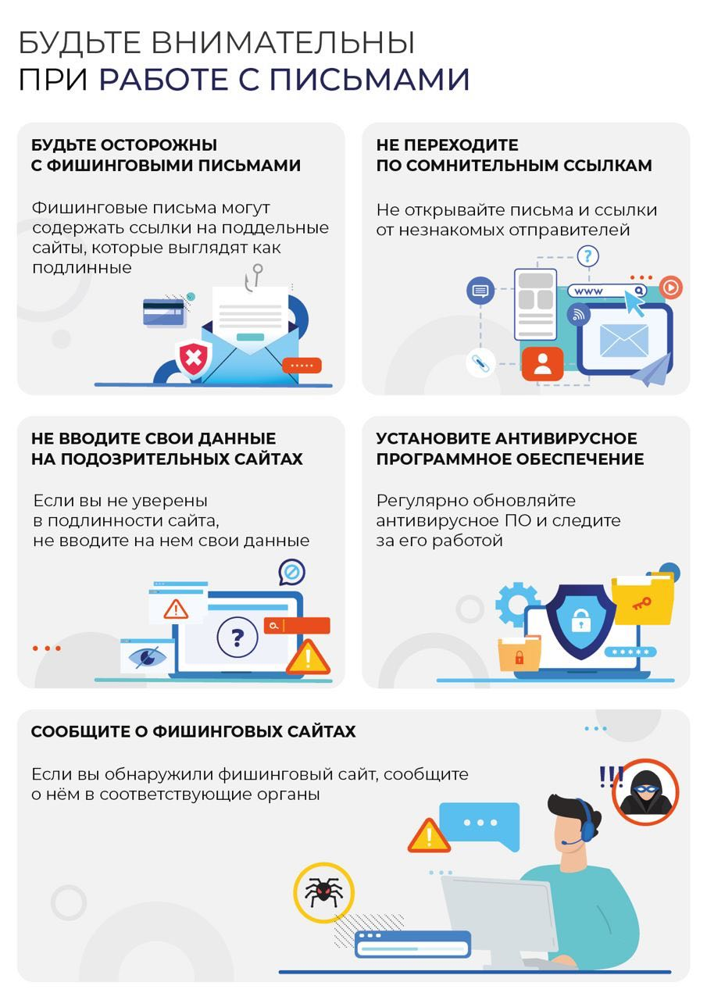 БУДЬТЕ ВНИМАТЕЛЬНЫ
ПРИ РАБОТЕ С ПИСЬМАМИ
БУДЬТЕ ОСТОРОЖНЫ
С ФИШИНГОВЫМИ ПИСЬМАМИ
Фишинговые письма могут
содержать ссылки на поддельные
сайты, которые выглядят как
подлинные
НЕ ПЕРЕХОДИТЕ
ПО СОМНИТЕЛЬНЫМ ССЫЛКАМ
Не открывайте письма и ссылки
от незнакомых отправителей
?
www
НЕ ВВОДИТЕ СВОИ ДАННЫЕ
НА ПОДОЗРИТЕЛЬНЫХ САЙТАХ
Если вы не уверены
в подлинности сайта,
не вводите на нем свои данные
!
?
!
УСТАНОВИТЕ АНТИВИРУСНОЕ
ПРОГРАММНОЕ ОБЕСПЕЧЕНИЕ
Регулярно обновляйте
антивирусное ПО и следите
за его работой
*****
СООБЩИТЕ О ФИШИНГОВЫХ САЙТАХ
Если вы обнаружили фишинговый сайт, сообщите
о нём в соответствующие органы
!!!
!